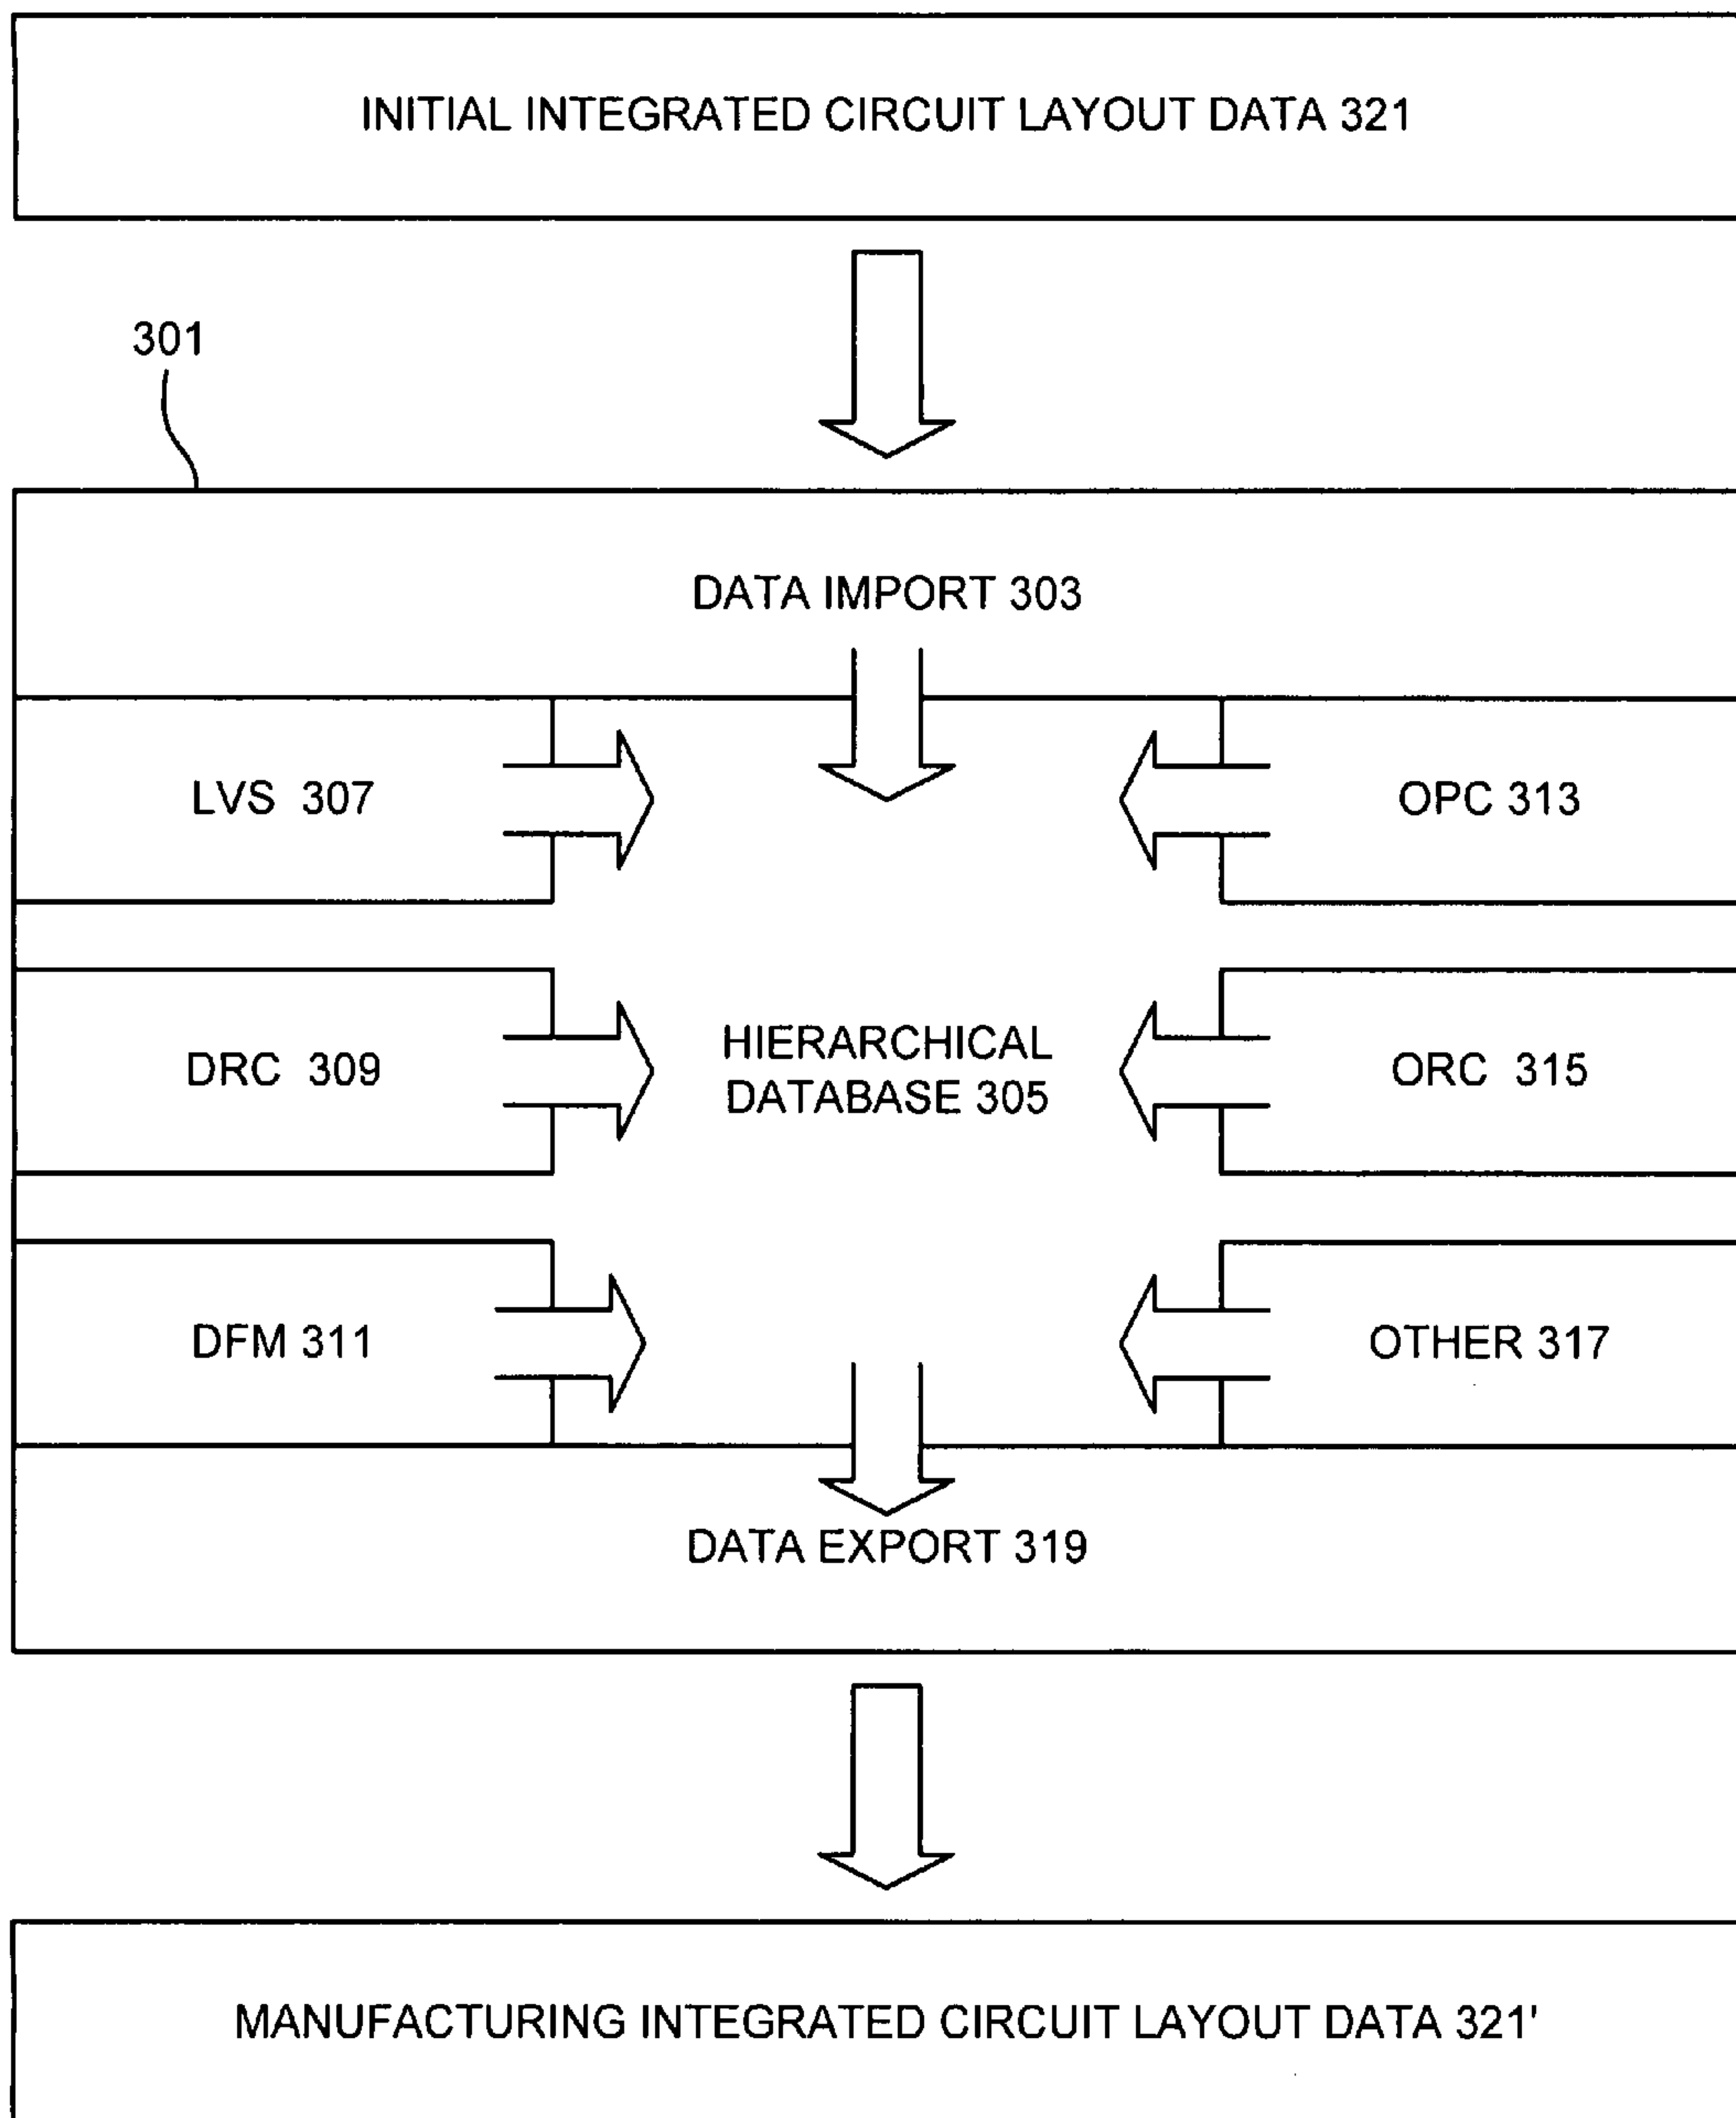 INITIAL INTEGRATED CIRCUIT LAYOUT DATA 321
301
DATA IMPORT 303
LVS 307
OPC 313
DRC 309
HIERARCHICAL
DATABASE 305
ORC 315
DFM 311
OTHER 317
DATA EXPORT 319
MANUFACTURING INTEGRATED CIRCUIT LAYOUT DATA 321'